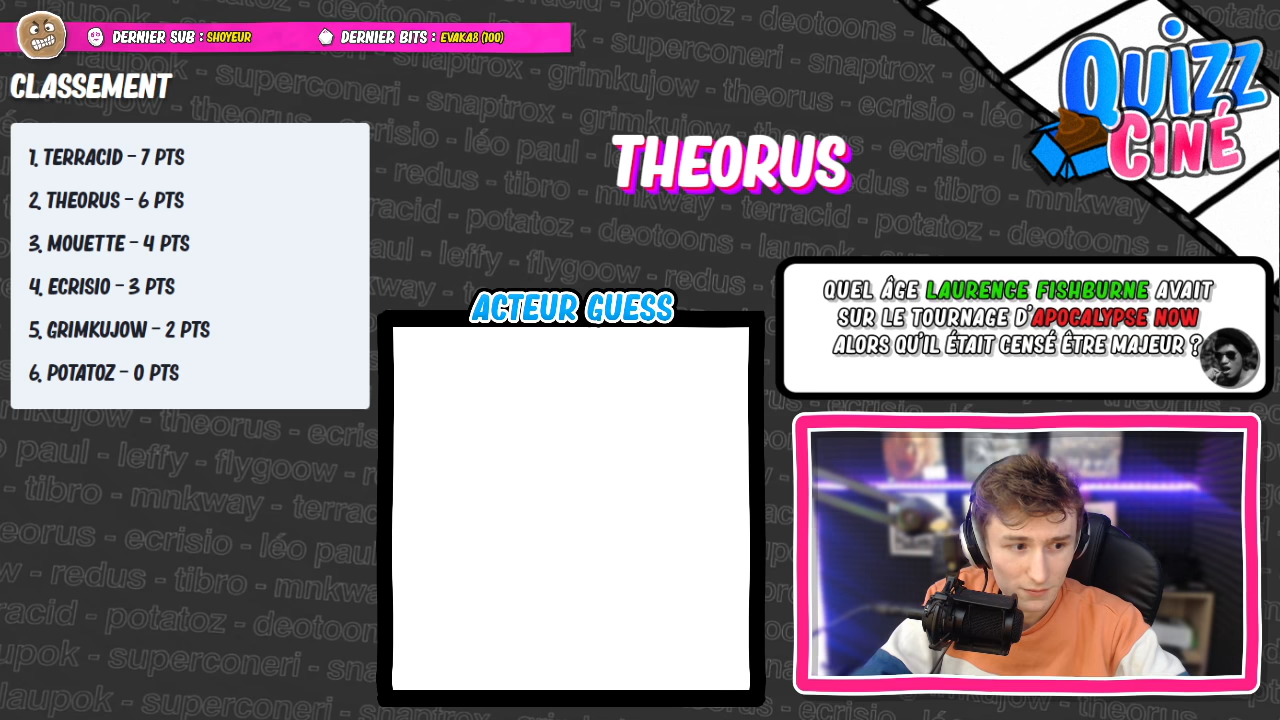 DERNIER SUB : SHOYEUR
DERNIER BITS : EVAKA8 (100)
CLASSEMENT
1. TERRACID - 7 PTS
2. THEORUS - 6 PTS
3. MOUETTE - 4 PTS
4. ECRISIO - 3 PTS
5. GRIMKUJOW - 2 PTS
6. POTATOZ - 0 PTS
THEORUS
QUIZZ
CINÉ
ACTEUR GUESS
QUEL ÂGE LAURENCE FISHBURNE AVAIT
SUR LE TOURNAGE D'APOCALYPSE NOW
ALORS QU'IL ÉTAIT CENSÉ ÊTRE MAJEUR ?